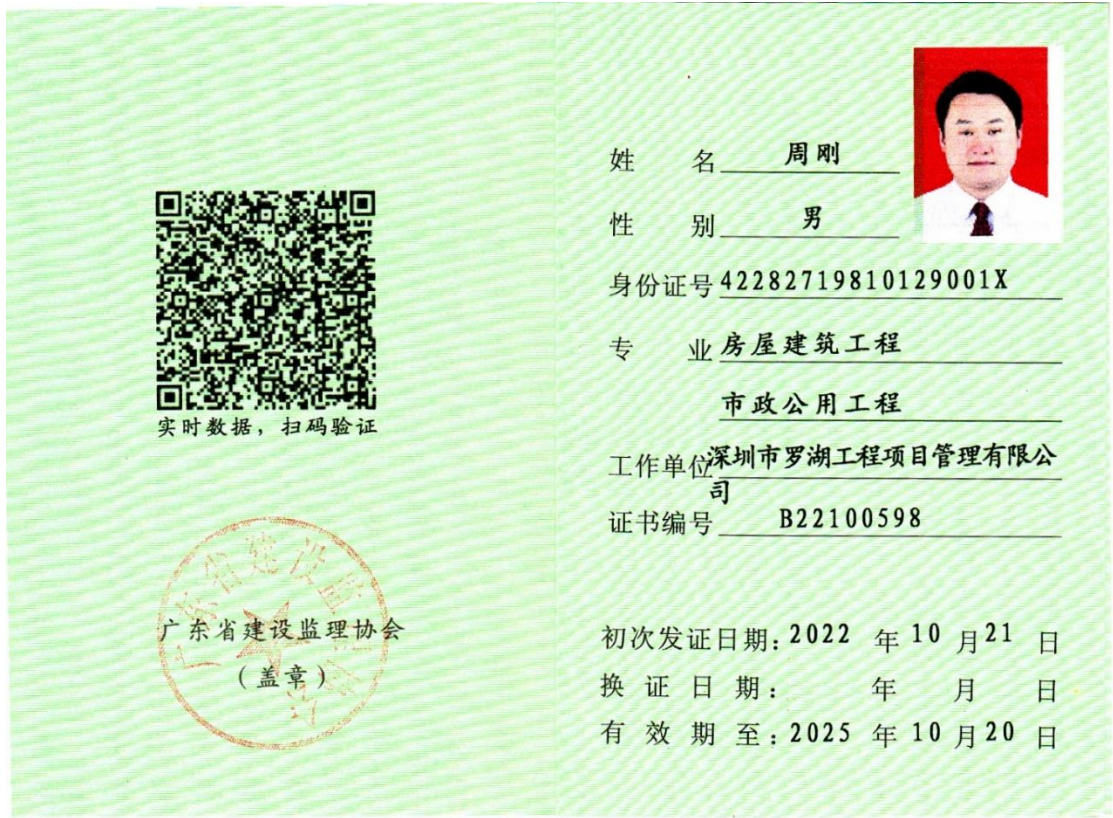 实时数据，扫码验证
广东省建设监理协会
（盖章）
姓 名 周刚
性 别 男
身份证号 42282719810129001X
专 业 房屋建筑工程
市政公用工程
工作单位 深圳市罗湖工程项目管理有限公
司
证书编号 B22100598
初次发证日期：2022 年 10 月 21 日
换 证 日 期： 年 月 日
有 效 期 至：2025 年 10 月 20 日